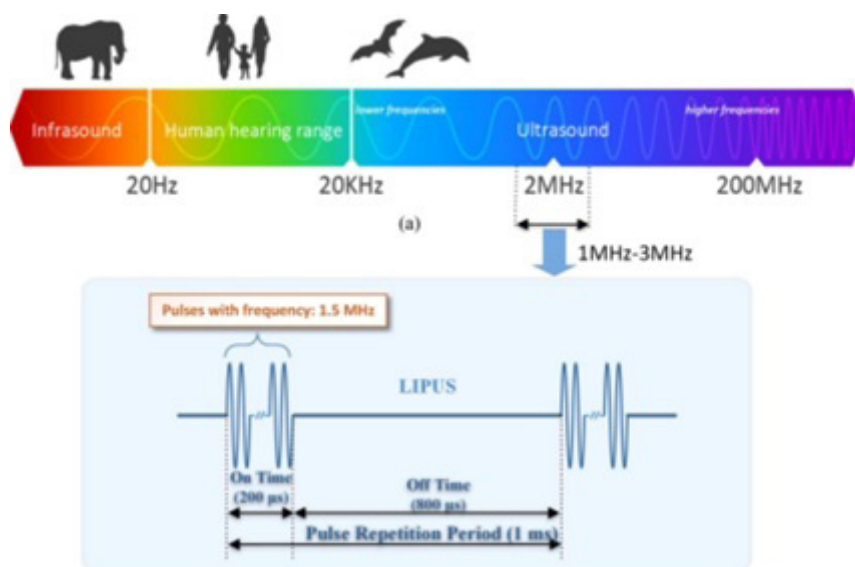 Infrasound
Human hearing range
lower frequencies
Ultrasound
higher frequencies
20Hz
20KHz
2MHz
200MHz
(a)
1MHz-3MHz
Pulses with frequency: 1.5 MHz
LIPUS
On Time
(200 µs)
Off Time
(800 µs)
Pulse Repetition Period (1 ms)